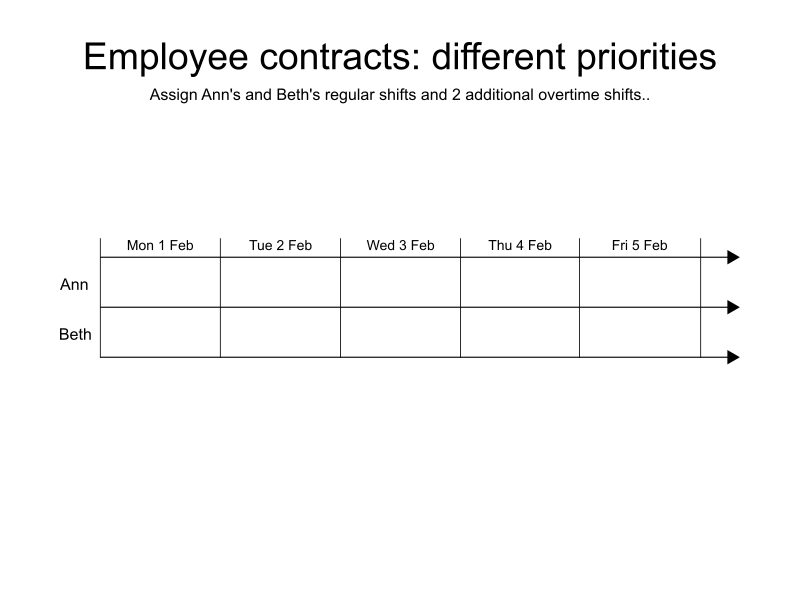 Employee contracts: different priorities
Assign Ann's and Beth's regular shifts and 2 additional overtime shifts..
Mon 1 Feb Tue 2 Feb Wed 3 Feb Thu 4 Feb Fri 5 Feb
Ann
Beth